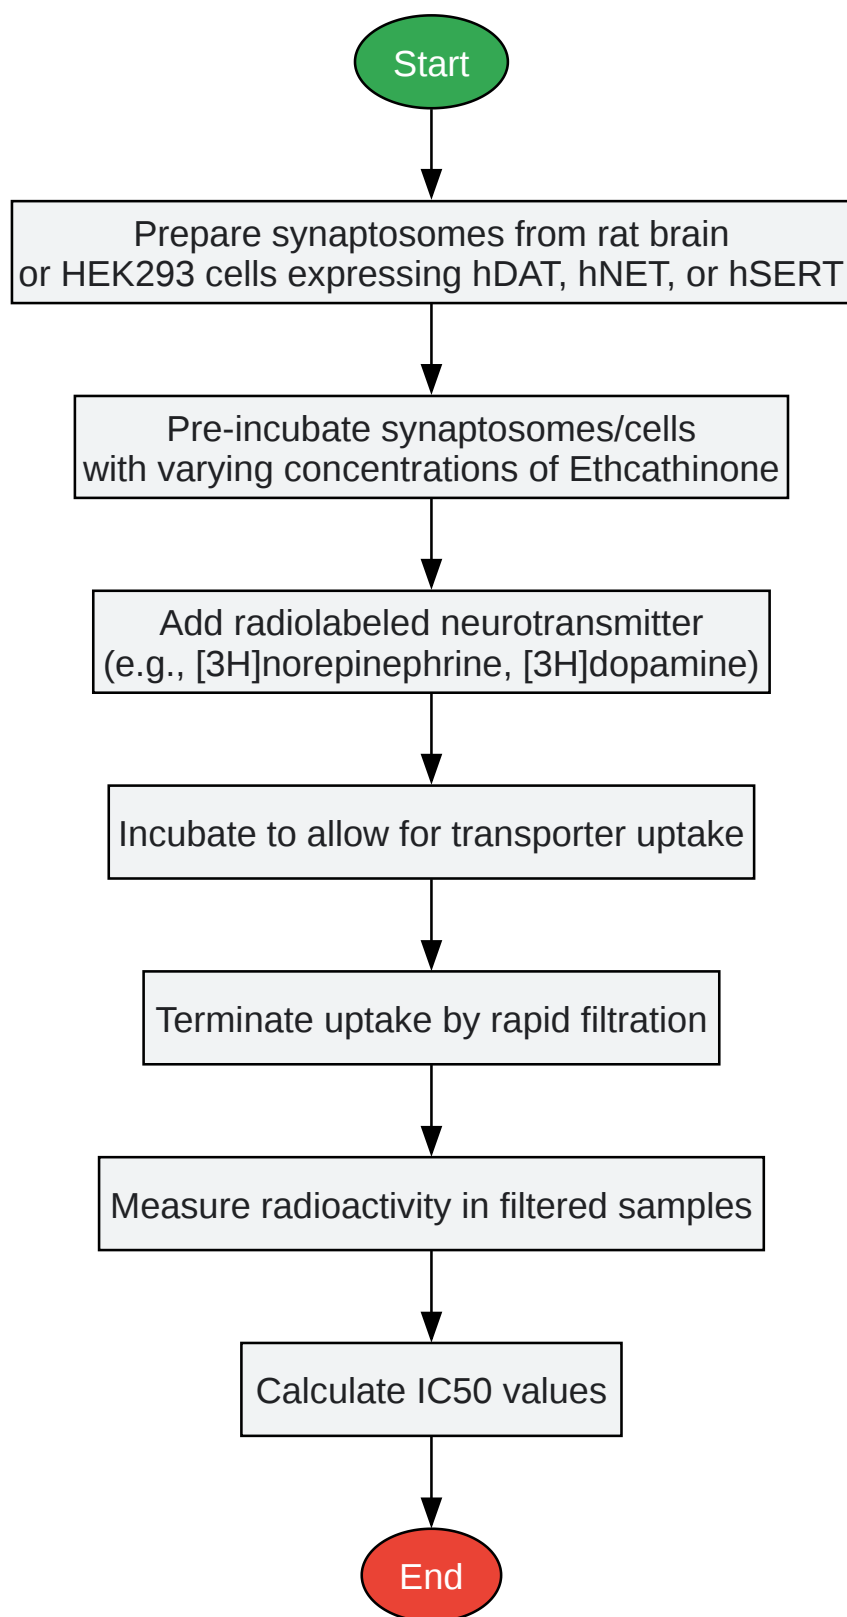 Start
Prepare synaptosomes from rat brain
or HEK293 cells expressing hDAT, hNET, or hSERT
Pre-incubate synaptosomes/cells
with varying concentrations of Ethcathinone
Add radiolabeled neurotransmitter
(e.g., [3H]norepinephrine, [3H]dopamine)
Incubate to allow for transporter uptake
Terminate uptake by rapid filtration
Measure radioactivity in filtered samples
Calculate IC50 values
End